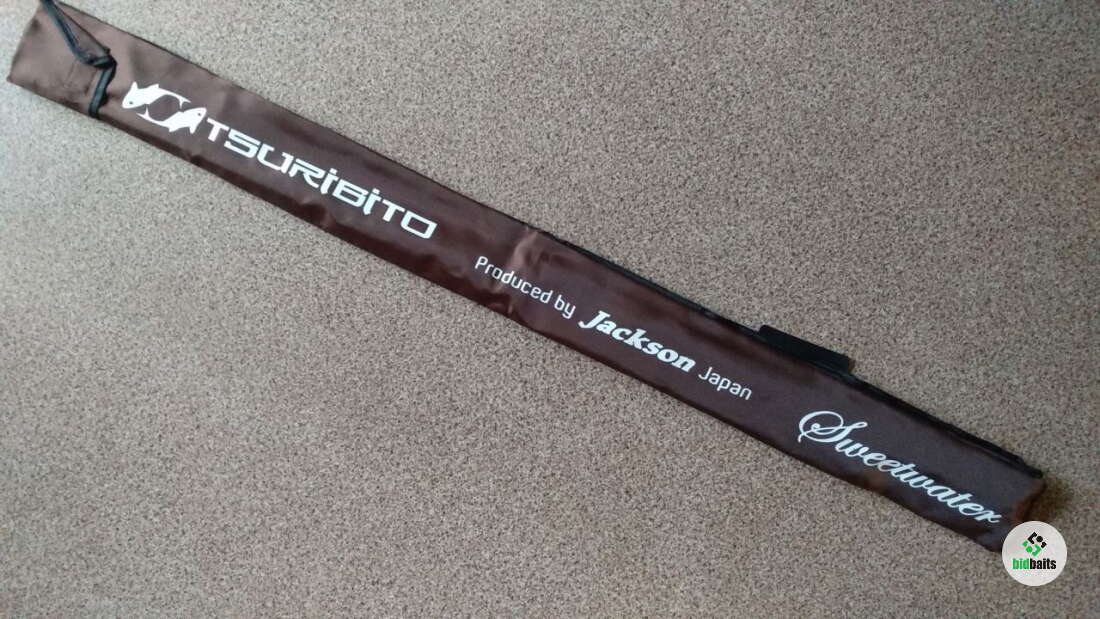 TSURIBITO
Produced by Jackson Japan
Sweetwater
bidbaits